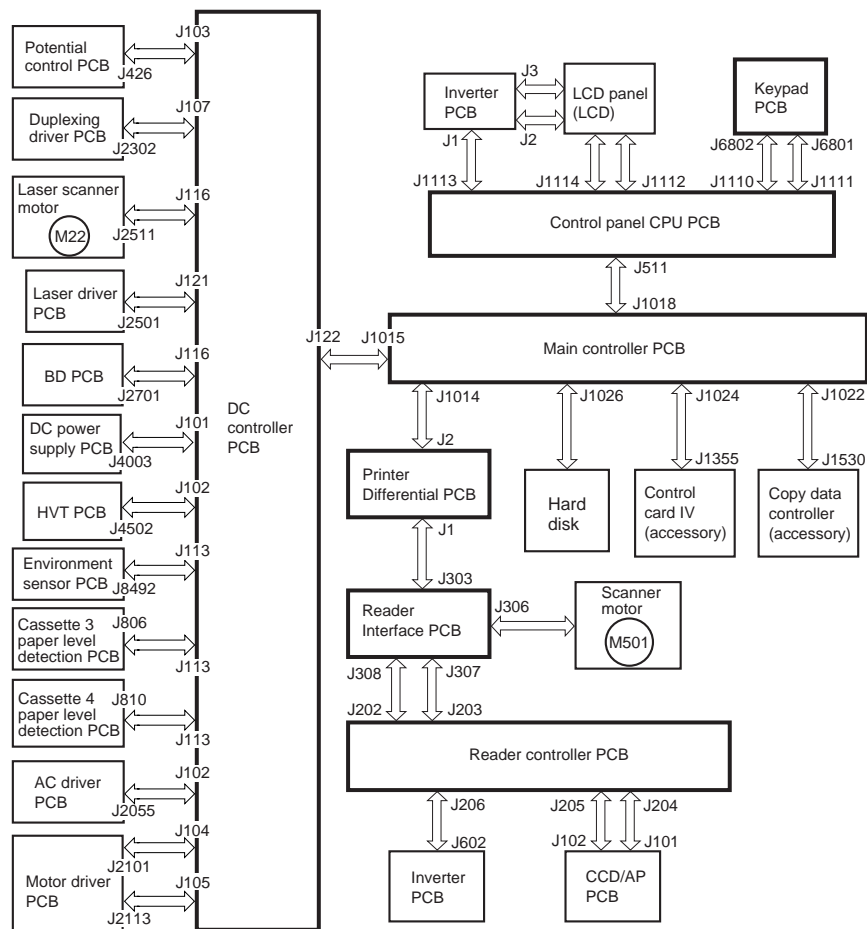 Potential
control PCB
J426
J103
Duplexing
driver PCB
J2302
J107
Laser scanner
motor
M22
J2511
J116
Laser driver
PCB
J2501
J121
BD PCB
J2701
J116
DC power
supply PCB
J4003
J101
HVT PCB
J4502
J102
Environment
sensor PCB
J8492
J113
Cassette 3
paper level
detection PCB
J806
J113
Cassette 4
paper level
detection PCB
J810
J113
AC driver
PCB
J2055
J102
Motor driver
PCB
J2101
J104
J2113
J105
DC
controller
PCB
J122
J1015
Inverter
PCB
J3
J2
LCD panel
(LCD)
Keypad
PCB
J1
J1113
J1114
J1112
J6802
J6801
J1110
J1111
Control panel CPU PCB
J511
J1018
Main controller PCB
J1014
J2
J1026
J1024
J1355
J1022
J1530
Printer
Differential PCB
Hard
disk
Control
card IV
(accessory)
Copy data
controller
(accessory)
J1
J303
Reader
Interface PCB
J306
Scanner
motor
M501
J308
J307
J202
J203
Reader controller PCB
J206
J602
J205
J204
J102
J101
Inverter
PCB
CCD/AP
PCB